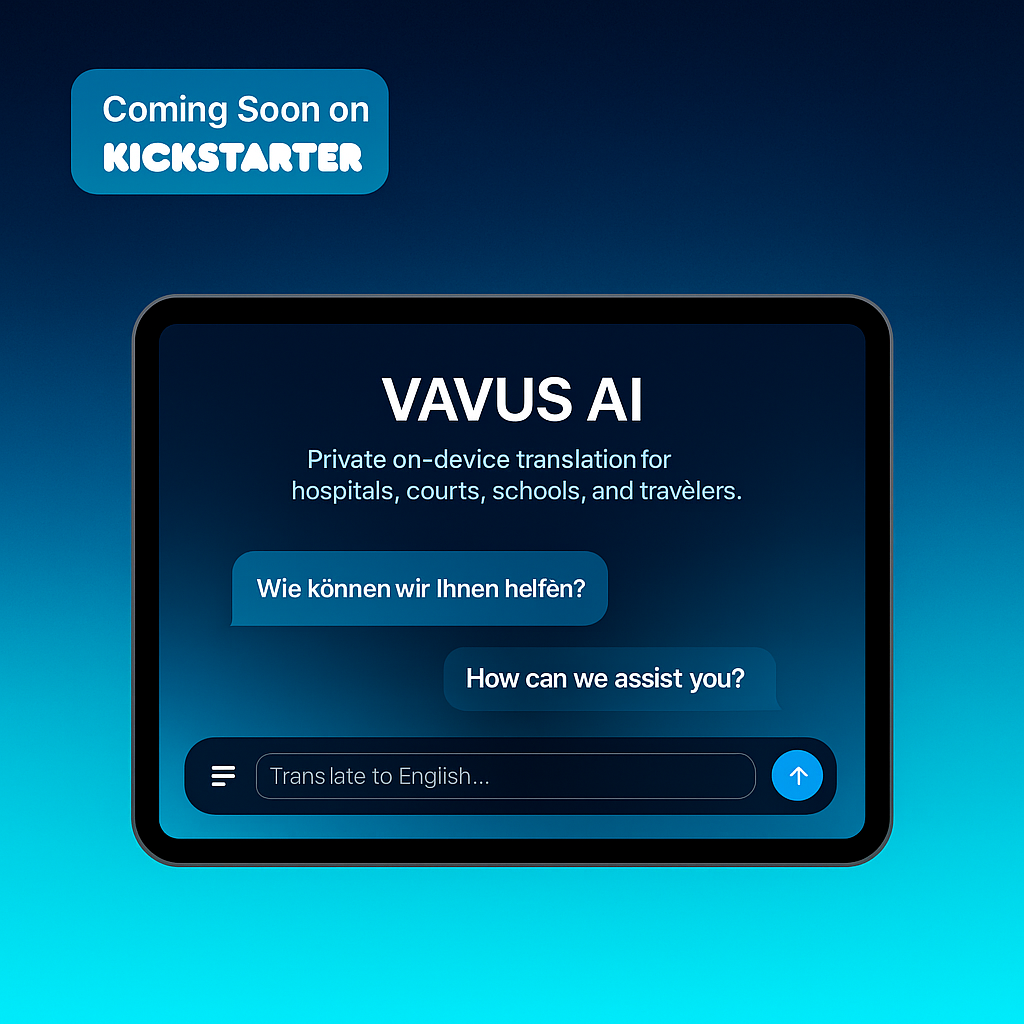 Coming Soon on
KICKSTARTER
VAVUS AI
Private on-device translation for
hospitals, courts, schools, and travèlers.
Wie können wir Ihnen helfèn?
How can we assist you?
Trans late to Engiish...